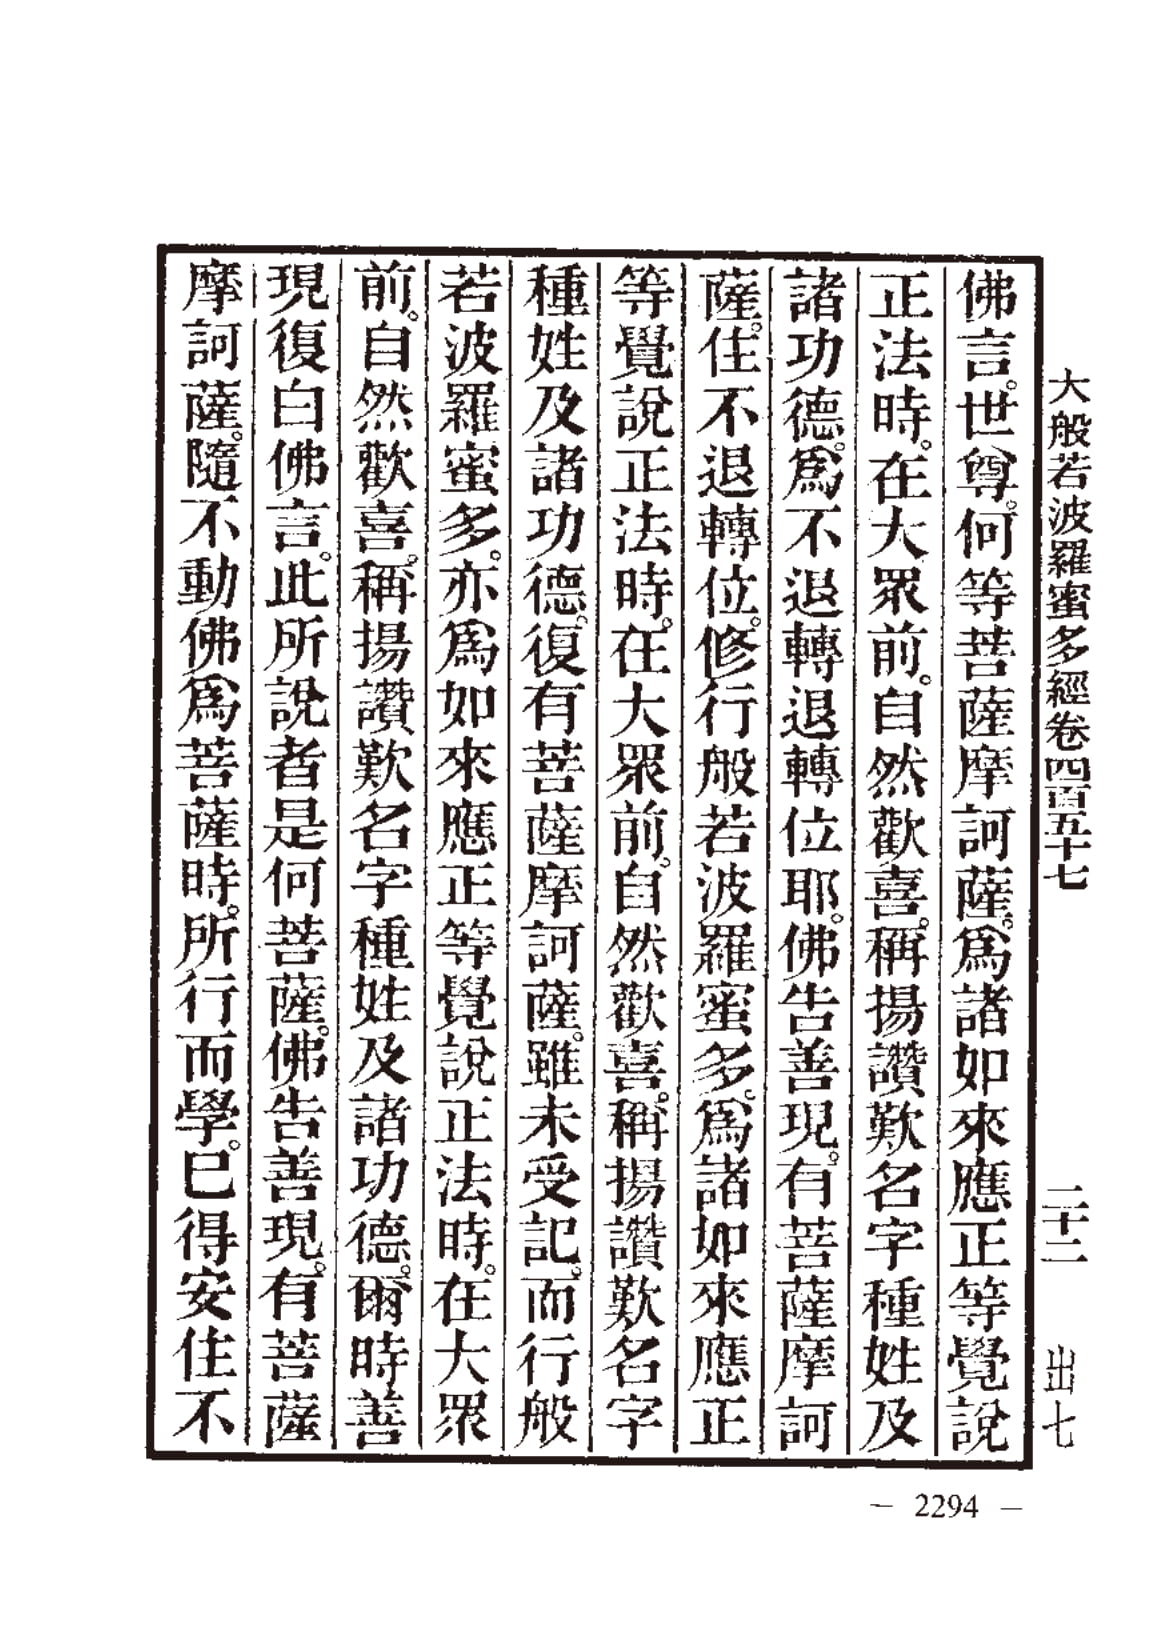 大般若波羅蜜多經卷四百五十七　二十二　出七
佛言。世尊。何等菩薩摩訶薩。爲諸如來應正等覺說
正法時。在大眾前。自然歡喜。稱揚讚歎名字種姓及
諸功德。爲不退轉退轉位耶。佛告善現。有菩薩摩訶
薩。住不退轉位。修行般若波羅蜜多。爲諸如來應正
等覺說正法時。在大眾前。自然歡喜。稱揚讚歎名字
種姓及諸功德。復有菩薩摩訶薩。雖未受記。而行般
若波羅蜜多。亦爲如來應正等覺說正法時。在大眾
前。自然歡喜。稱揚讚歎名字種姓及諸功德。爾時善
現復白佛言。此所說者是何菩薩。佛告善現。有菩薩
摩訶薩。隨不動佛爲菩薩時。所行而學。已得安住不
— 2294 —